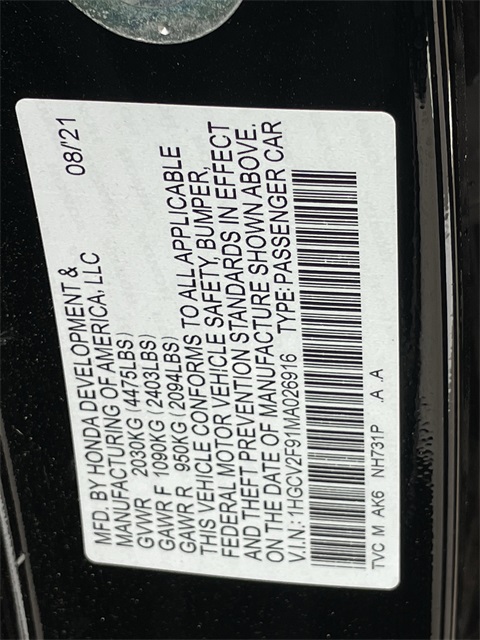 MFD. BY HONDA DEVELOPMENT & 08/'21
MANUFACTURING OF AMERICA, LLC
GVWR 2030KG (4475LBS)
GAWR F 1090KG (2403LBS)
GAWR R 950KG (2094LBS)
THIS VEHICLE CONFORMS TO ALL APPLICABLE
FEDERAL MOTOR VEHICLE SAFETY, BUMPER,
AND THEFT PREVENTION STANDARDS IN EFFECT
ON THE DATE OF MANUFACTURE SHOWN ABOVE.
V.I.N.: 1HGCV2F91MA026916 TYPE: PASSENGER CAR
TVC M AK6 NH731P .A .A